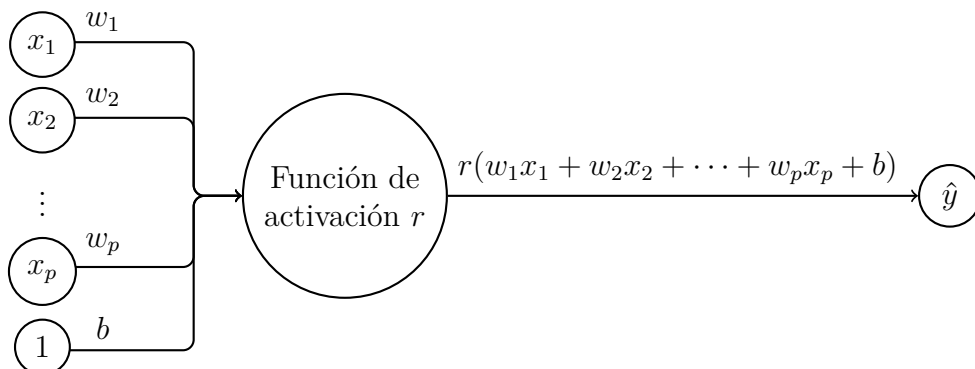 x₁ w₁
x₂ w₂
⋮
xₚ wₚ
1 b
Función de
activación r
r(w₁x₁ + w₂x₂ + ⋯ + wₚxₚ + b)
ŷ